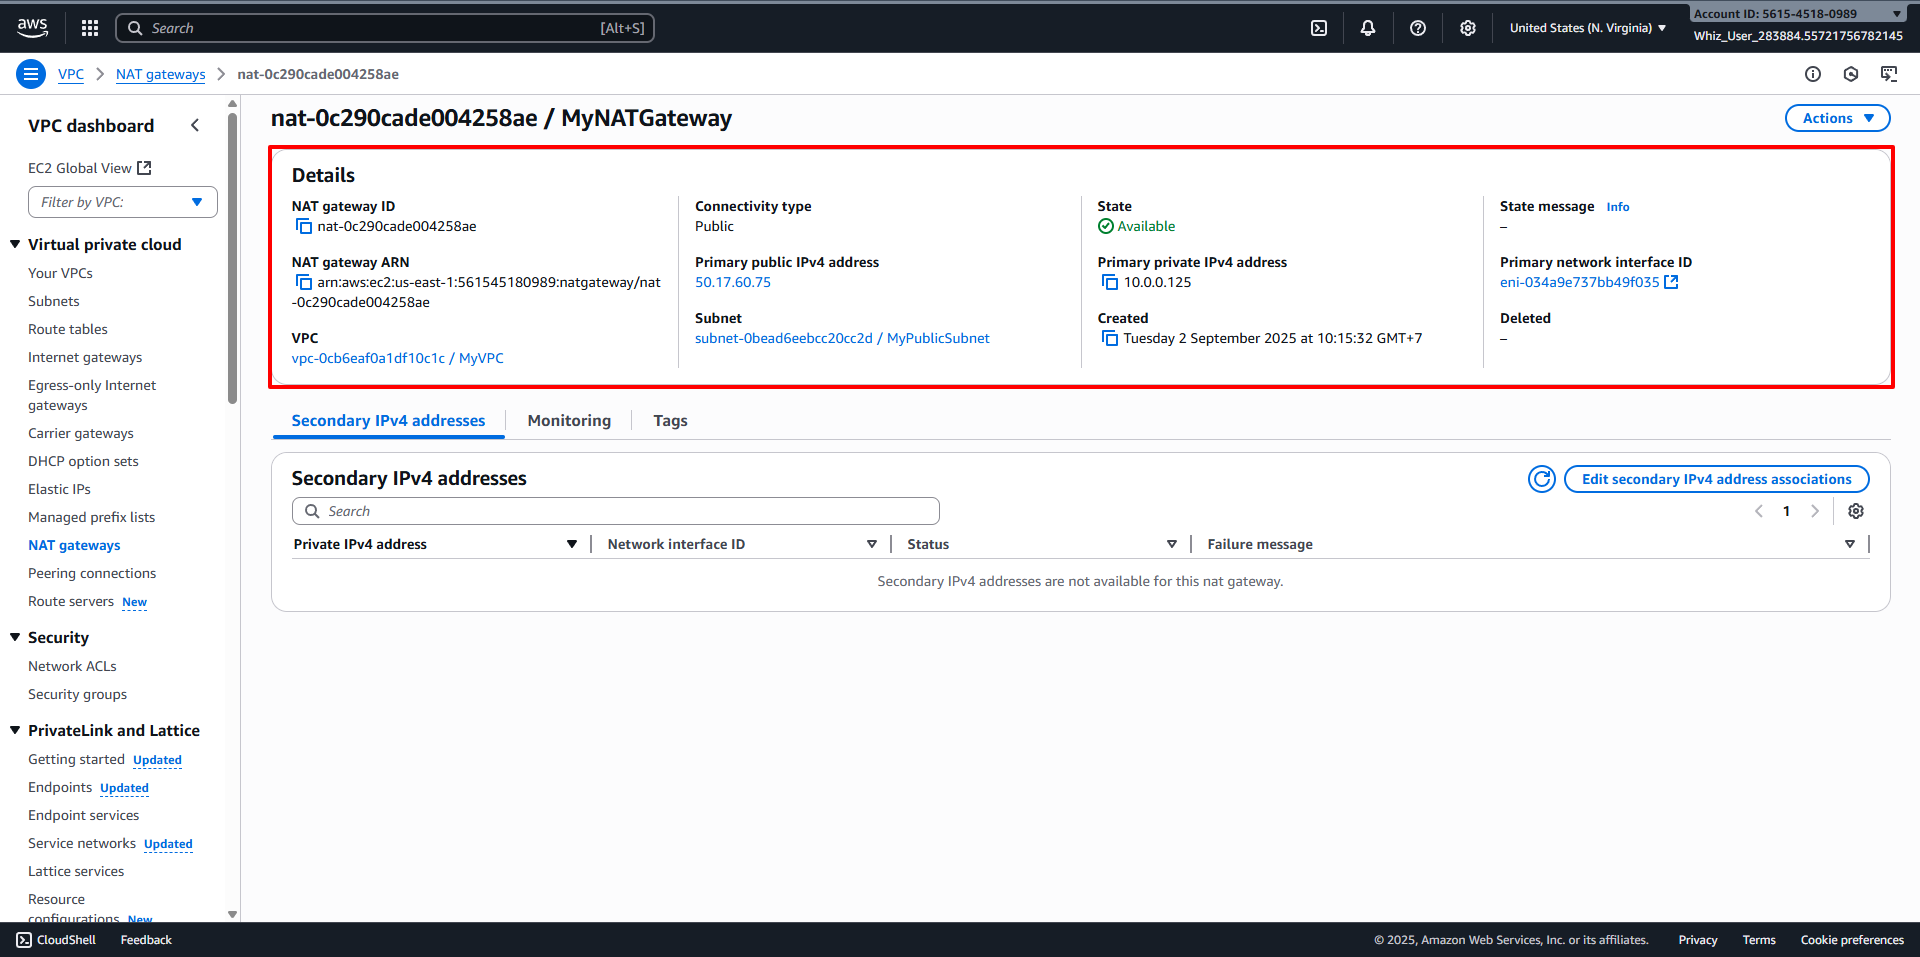 aws
Search
[Alt+S]
United States (N. Virginia)
Account ID: 5615-4518-0989
Whiz_User_283884.55721756782145
VPC
NAT gateways
nat-0c290cade004258ae
VPC dashboard
EC2 Global View
Filter by VPC:
Virtual private cloud
Your VPCs
Subnets
Route tables
Internet gateways
Egress-only Internet
gateways
Carrier gateways
DHCP option sets
Elastic IPs
Managed prefix lists
NAT gateways
Peering connections
Route servers New
Security
Network ACLs
Security groups
PrivateLink and Lattice
Getting started Updated
Endpoints Updated
Endpoint services
Service networks Updated
Lattice services
Resource
configurations New
nat-0c290cade004258ae / MyNATGateway
Actions
Details
NAT gateway ID
nat-0c290cade004258ae
NAT gateway ARN
arn:aws:ec2:us-east-1:561545180989:natgateway/nat
-0c290cade004258ae
VPC
vpc-0cb6eaf0a1df10c1c / MyVPC
Connectivity type
Public
Primary public IPv4 address
50.17.60.75
Subnet
subnet-0bead6eebcc20cc2d / MyPublicSubnet
State
Available
Primary private IPv4 address
10.0.0.125
Created
Tuesday 2 September 2025 at 10:15:32 GMT+7
State message Info
–
Primary network interface ID
eni-034a9e737bb49f035
Deleted
–
Secondary IPv4 addresses
Monitoring
Tags
Secondary IPv4 addresses
Edit secondary IPv4 address associations
Search
1
Private IPv4 address
Network interface ID
Status
Failure message
Secondary IPv4 addresses are not available for this nat gateway.
CloudShell
Feedback
© 2025, Amazon Web Services, Inc. or its affiliates.
Privacy
Terms
Cookie preferences